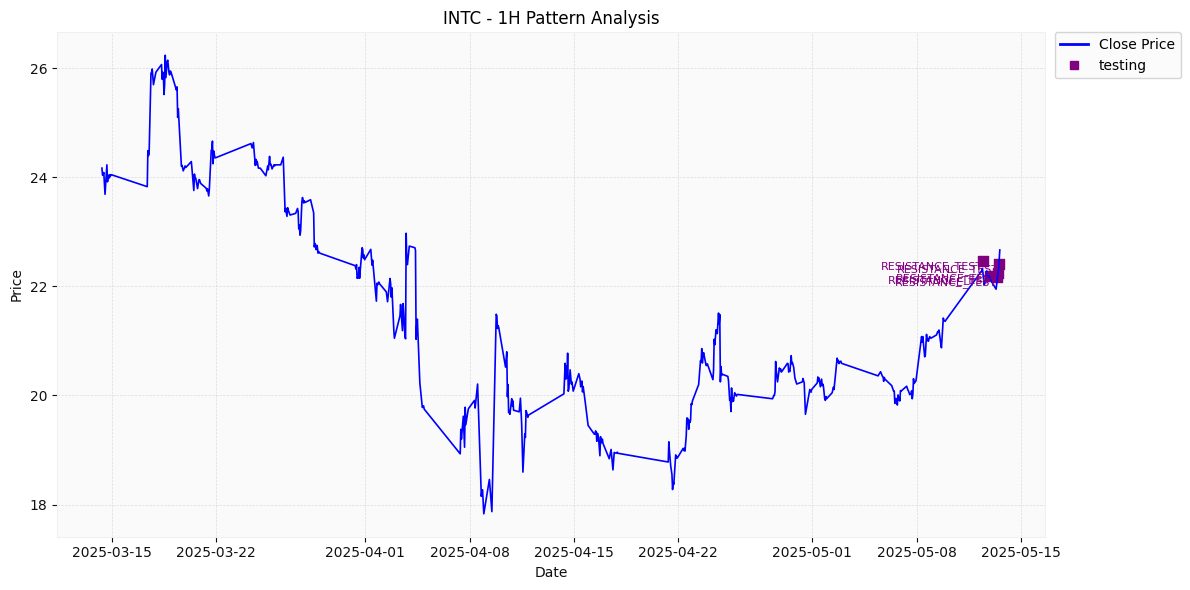 INTC - 1H Pattern Analysis
Close Price
testing
Price
26
24
22
20
18
RESISTANCE_TEST
RESISTANCE_TEST
RESISTANCE_TEST
2025-03-15
2025-03-22
2025-04-01
2025-04-08
2025-04-15
2025-04-22
2025-05-01
2025-05-08
2025-05-15
Date